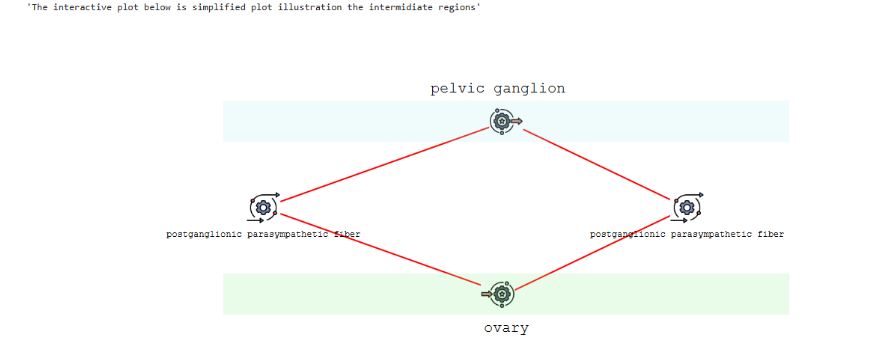 'The interactive plot below is simplified plot illustration the intermidiate regions'
pelvic ganglion
postganglionic parasympathetic fiber
postganglionic parasympathetic fiber
ovary